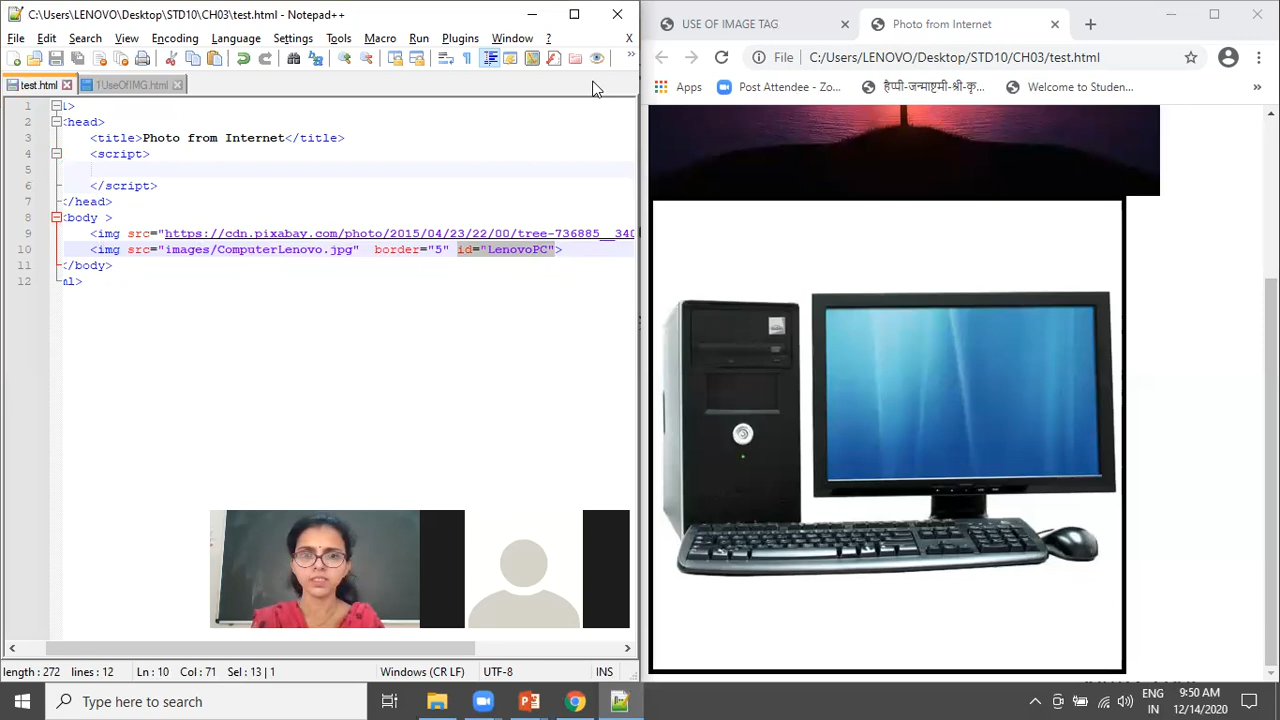 C:\Users\LENOVO\Desktop\STD10\CH03\test.html - Notepad++
File Edit Search View Encoding Language Settings Tools Macro Run Plugins Window ? X
test.html 1UseOfIMG.html
1 l>
2 <head>
3 <title>Photo from Internet</title>
4 <script>
5
6 </script>
7 /head>
8 <body >
9 <img src="https://cdn.pixabay.com/photo/2015/04/23/22/00/tree-736885__340
10 <img src="images/ComputerLenovo.jpg" border="5" id="LenovoPC">
11 </body>
12 ml>
length : 272 lines : 12 Ln : 10 Col : 71 Sel : 13 | 1 Windows (CR LF) UTF-8 INS
USE OF IMAGE TAG
Photo from Internet
File C:/Users/LENOVO/Desktop/STD10/CH03/test.html
Apps Post Attendee - Zo... हैप्पी-जन्माष्टमी-श्री-कृ... Welcome to Studen...
Type here to search
ENG
IN
9:50 AM
12/14/2020